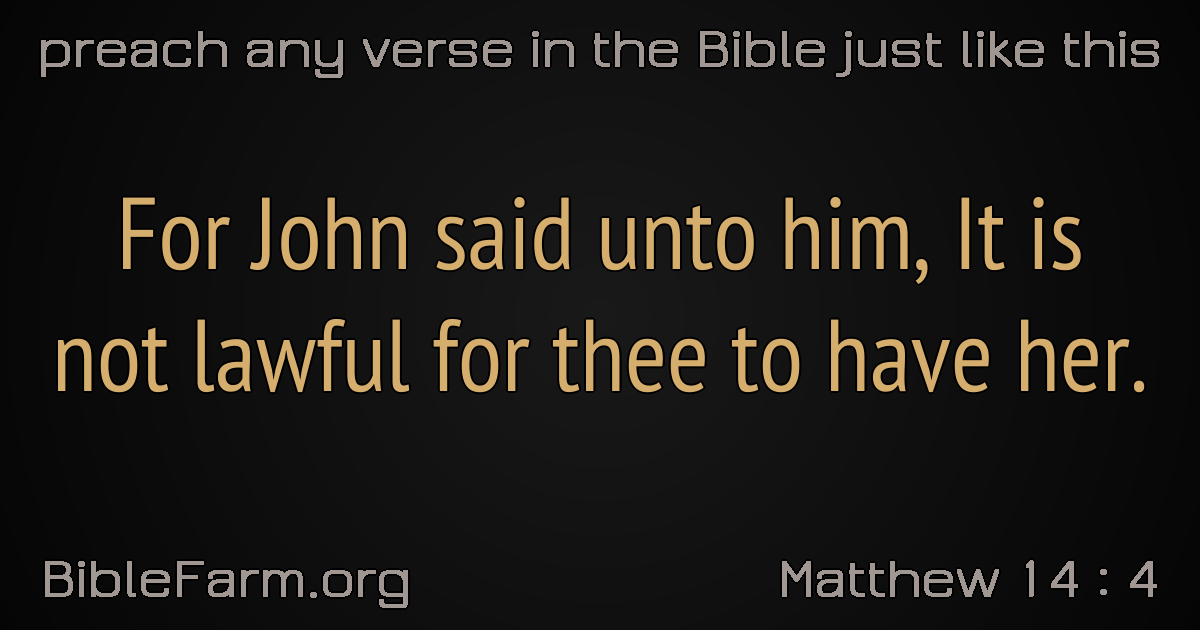 preach any verse in the Bible just like this
For John said unto him, It is
not lawful for thee to have her.
BibleFarm.org
Matthew 14 : 4